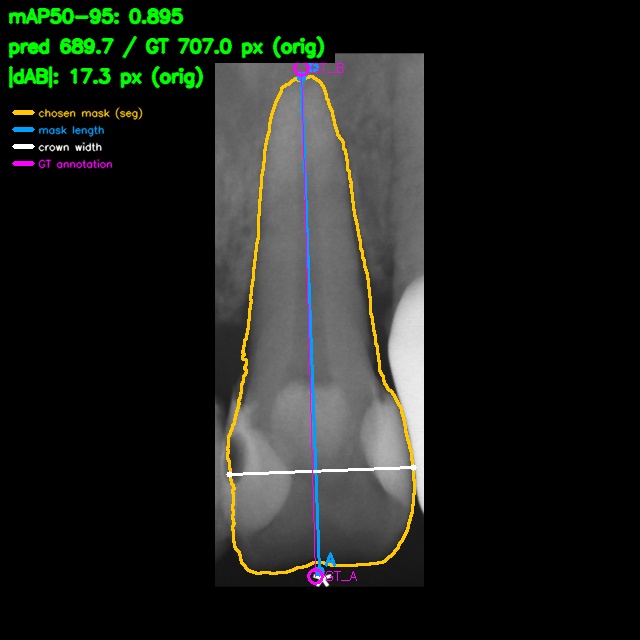 mAP50-95: 0.895
pred 689.7 / GT 707.0 px (orig)
|dAB|: 17.3 px (orig)
chosen mask (seg)
mask length
crown width
GT annotation
A
GT_A